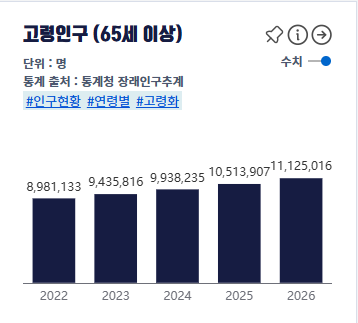 고령인구 (65세 이상)
단위 : 명
수치
통계 출처 : 통계청 장래인구추계
#인구현황 #연령별 #고령화
8,981,133 9,435,816 9,938,235 10,513,907 11,125,016
2022 2023 2024 2025 2026